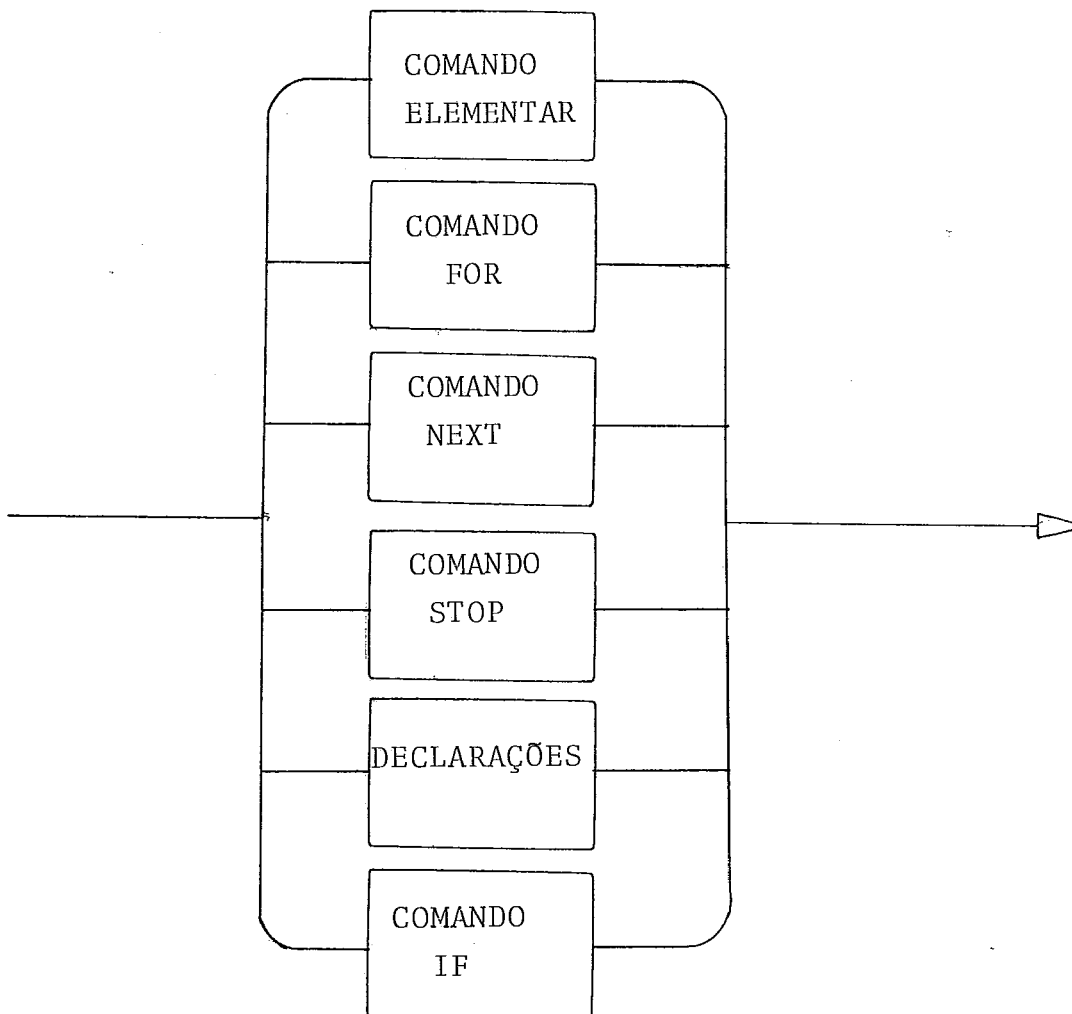 COMANDO
ELEMENTAR
COMANDO
FOR
COMANDO
NEXT
COMANDO
STOP
DECLARAÇÕES
COMANDO
IF